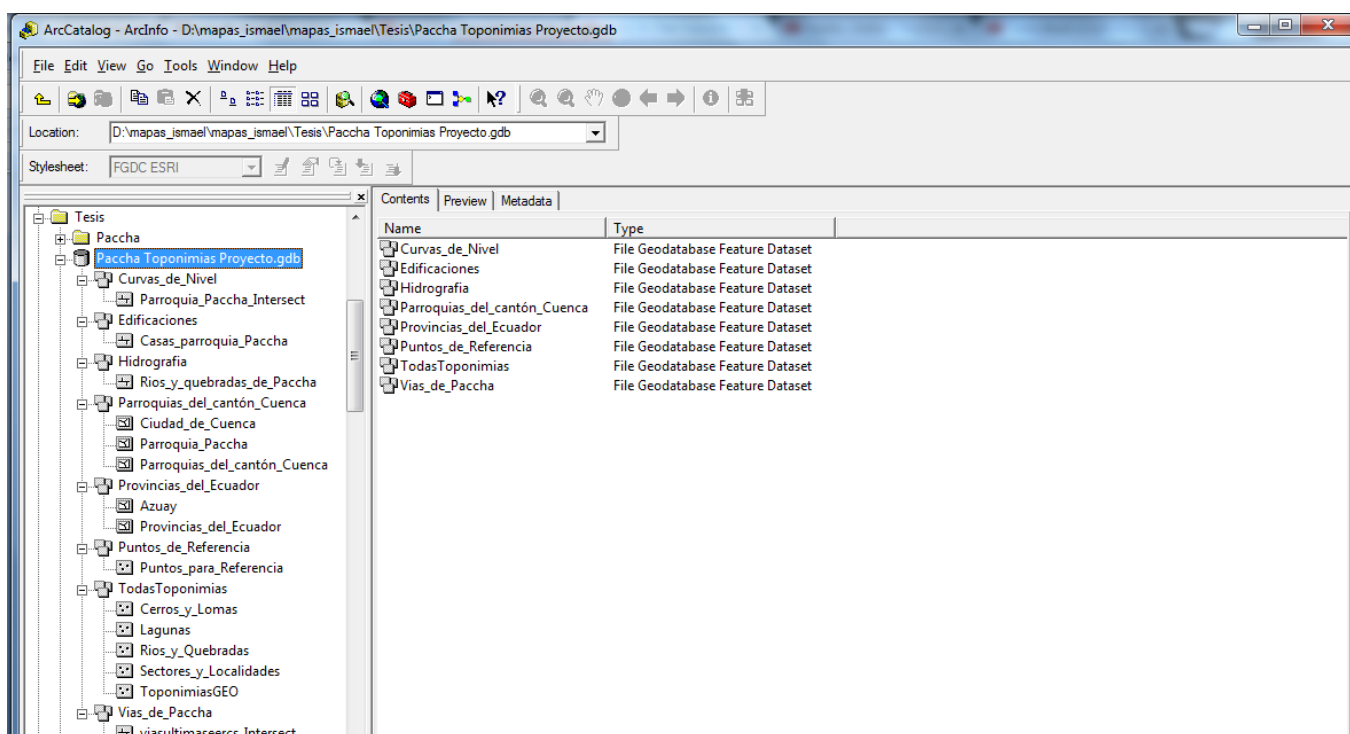 ArcCatalog - ArcInfo - D:\mapas_ismael\mapas_ismael\Tesis\Paccha Toponimias Proyecto.gdb
File Edit View Go Tools Window Help
Location: D:\mapas_ismael\mapas_ismael\Tesis\Paccha Toponimias Proyecto.gdb
Stylesheet: FGDC ESRI
Tesis
Paccha
Paccha Toponimias Proyecto.gdb
Curvas_de_Nivel
Parroquia_Paccha_Intersect
Edificaciones
Casas_parroquia_Paccha
Hidrografia
Rios_y_quebradas_de_Paccha
Parroquias_del_cantón_Cuenca
Ciudad_de_Cuenca
Parroquia_Paccha
Parroquias_del_cantón_Cuenca
Provincias_del_Ecuador
Azuay
Provincias_del_Ecuador
Puntos_de_Referencia
Puntos_para_Referencia
TodasToponimias
Cerros_y_Lomas
Lagunas
Rios_y_Quebradas
Sectores_y_Localidades
ToponimiasGEO
Vias_de_Paccha
viasultimaseercs_Intersect
Contents Preview Metadata
Name Type
Curvas_de_Nivel File Geodatabase Feature Dataset
Edificaciones File Geodatabase Feature Dataset
Hidrografia File Geodatabase Feature Dataset
Parroquias_del_cantón_Cuenca File Geodatabase Feature Dataset
Provincias_del_Ecuador File Geodatabase Feature Dataset
Puntos_de_Referencia File Geodatabase Feature Dataset
TodasToponimias File Geodatabase Feature Dataset
Vias_de_Paccha File Geodatabase Feature Dataset